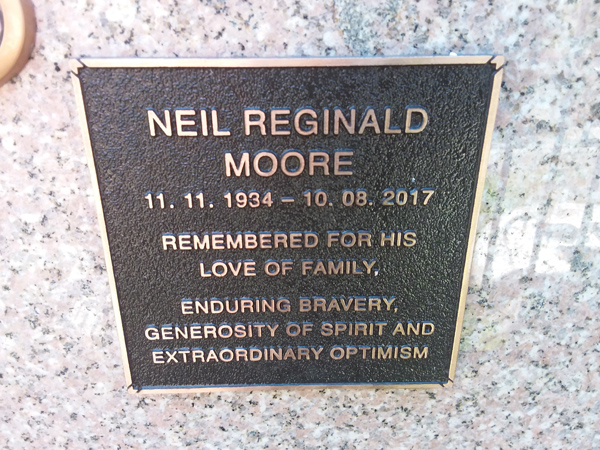 NEIL REGINALD
MOORE
11. 11. 1934 – 10. 08. 2017
REMEMBERED FOR HIS
LOVE OF FAMILY,
ENDURING BRAVERY,
GENEROSITY OF SPIRIT AND
EXTRAORDINARY OPTIMISM